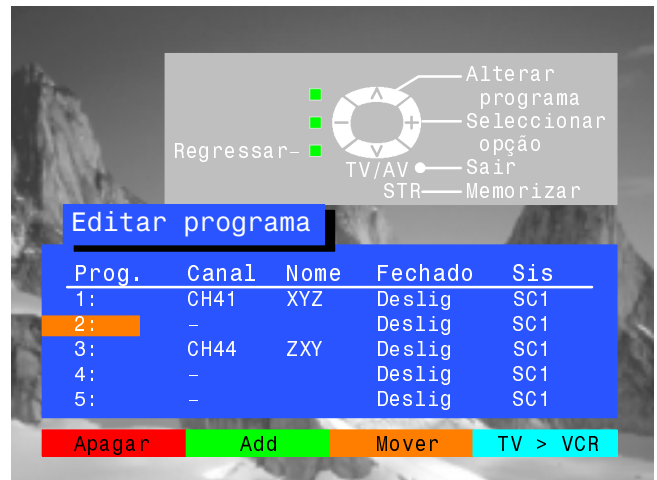 Alterar
programa
Seleccionar
opção
Regressar–
TV/AV Sair
STR Memorizar
Editar programa
Prog. Canal Nome Fechado Sis
1: CH41 XYZ Deslig SC1
2: – Deslig SC1
3: CH44 ZXY Deslig SC1
4: – Deslig SC1
5: – Deslig SC1
Apagar Add Mover TV > VCR